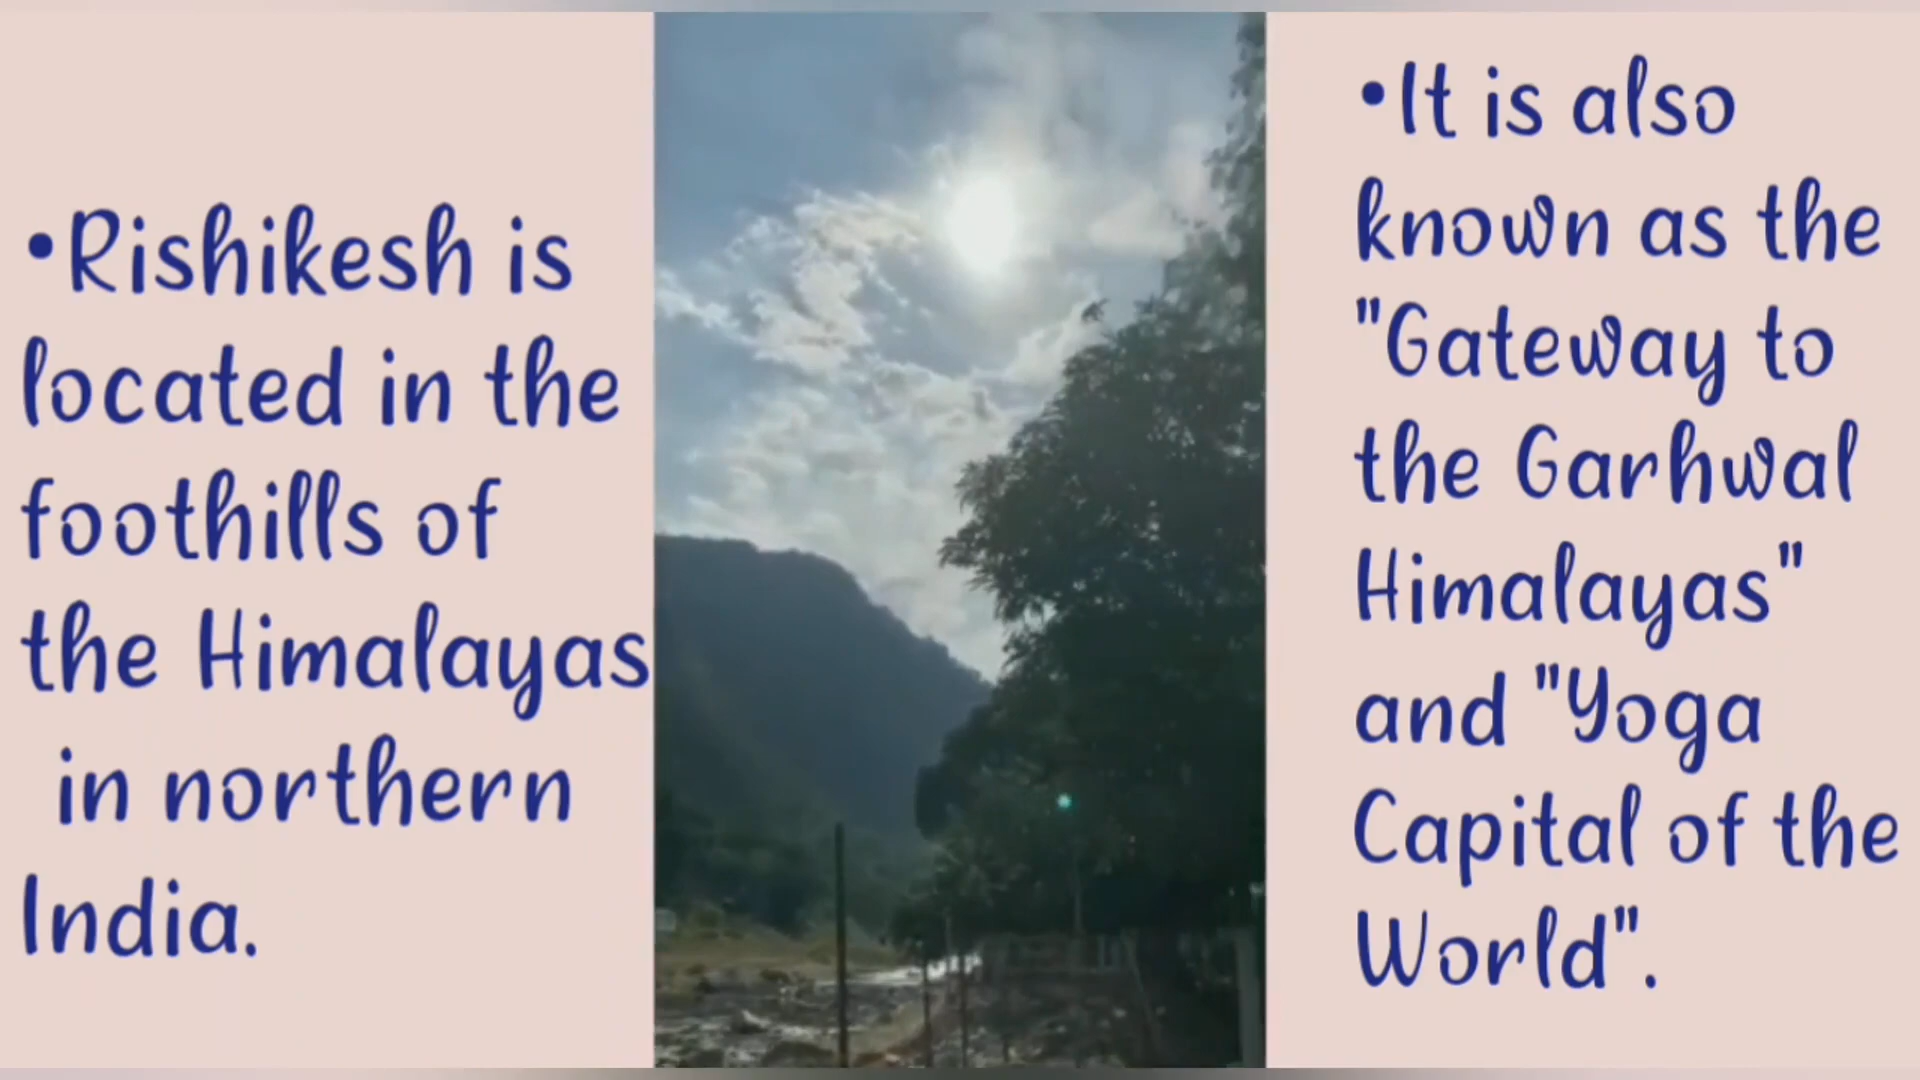 •Rishikesh is
located in the
foothills of
the Himalayas
in northern
India.
•It is also
known as the
"Gateway to
the Garhwal
Himalayas"
and "Yoga
Capital of the
World".